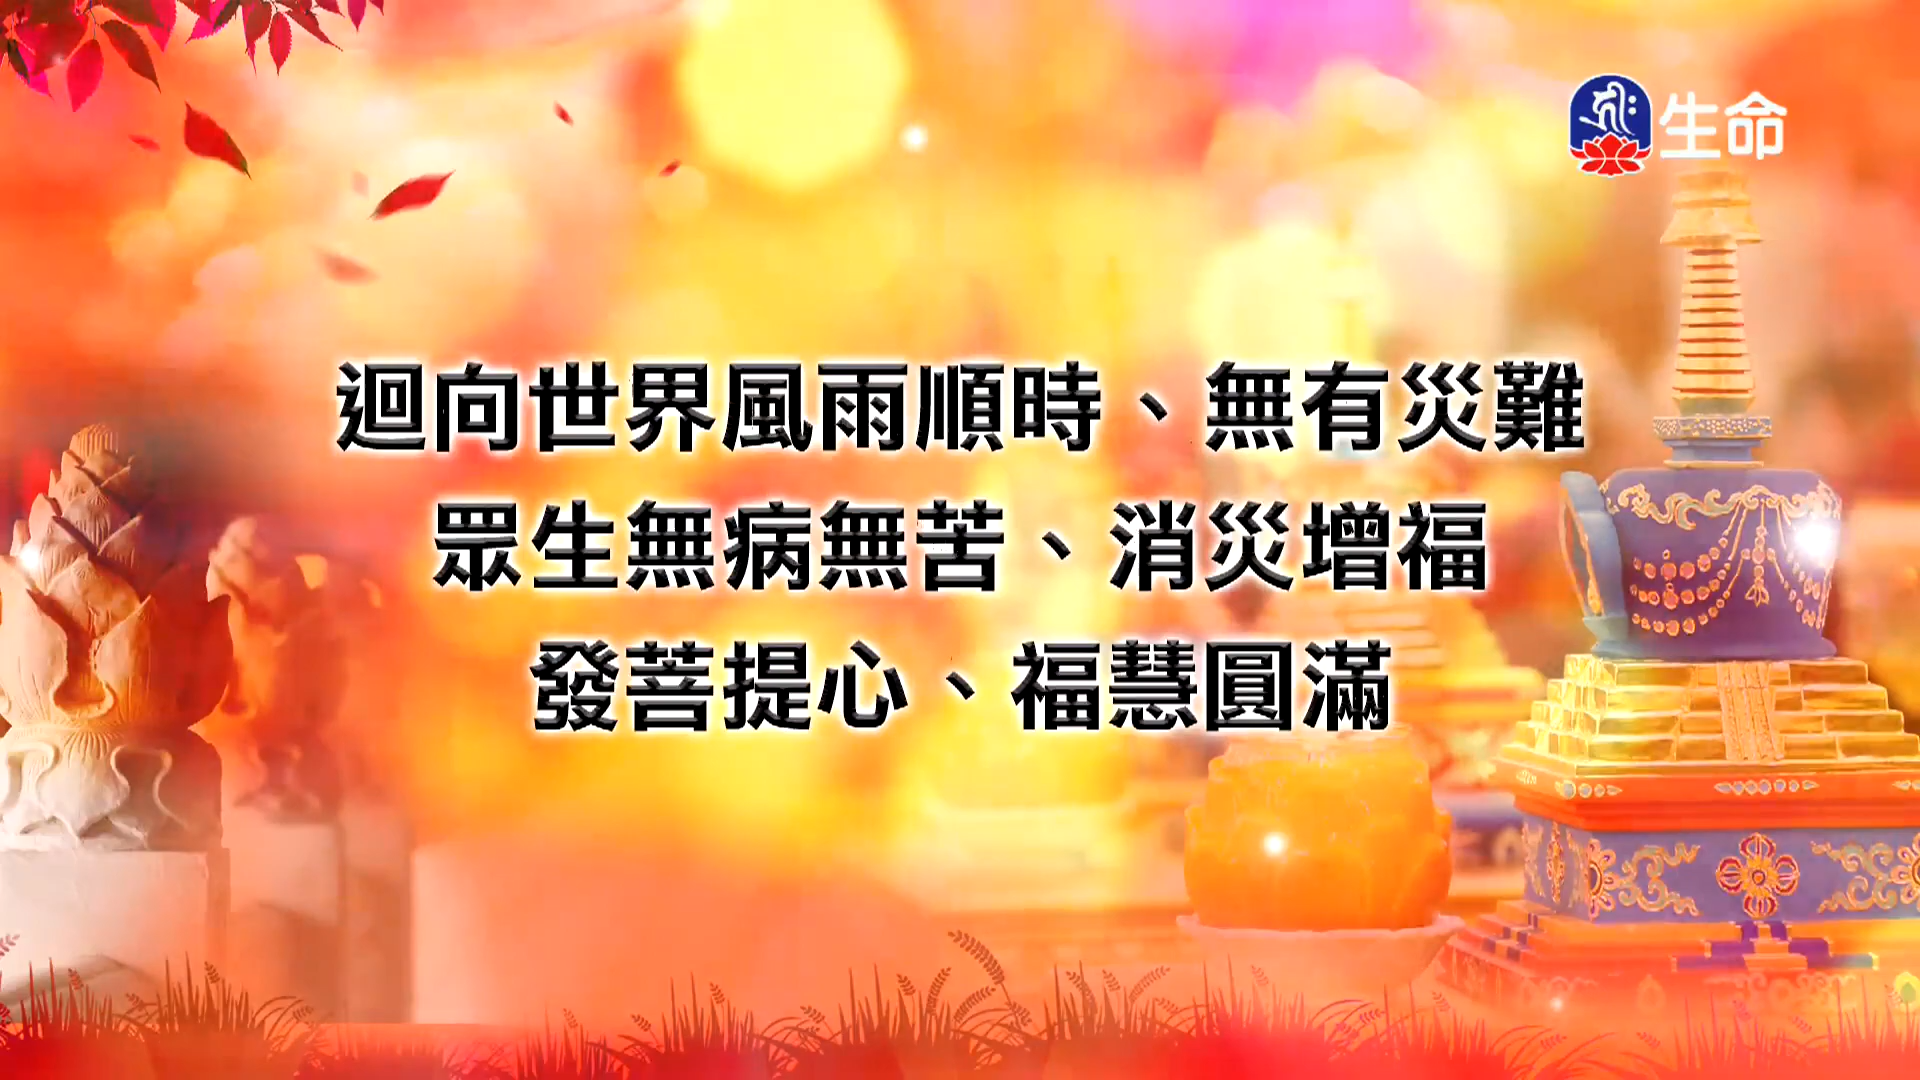 生命
迴向世界風雨順時、無有災難
眾生無病無苦、消災增福
發菩提心、福慧圓滿